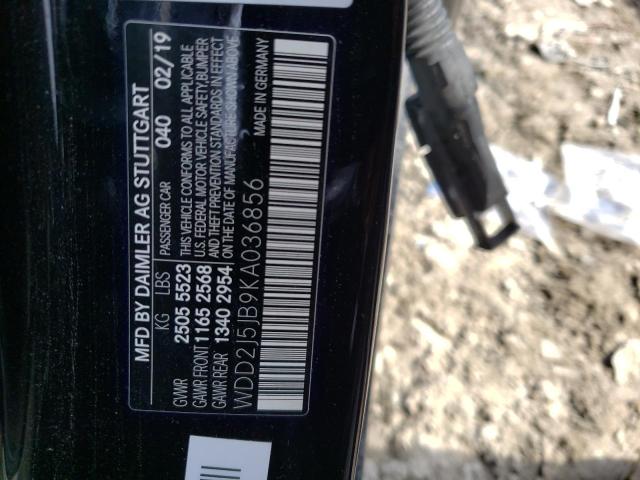 MFD BY DAIMLER AG STUTTGART
PASSENGER CAR 040 02/19
KG LBS
GVWR 2505 5523
GAWR FRONT 1165 2568
GAWR REAR 1340 2954
THIS VEHICLE CONFORMS TO ALL APPLICABLE
U.S. FEDERAL MOTOR VEHICLE SAFETY, BUMPER
AND THEFT PREVENTION STANDARDS IN EFFECT
ON THE DATE OF MANUFACTURE SHOWN ABOVE
WDD2J5JB9KA036856
MADE IN GERMANY